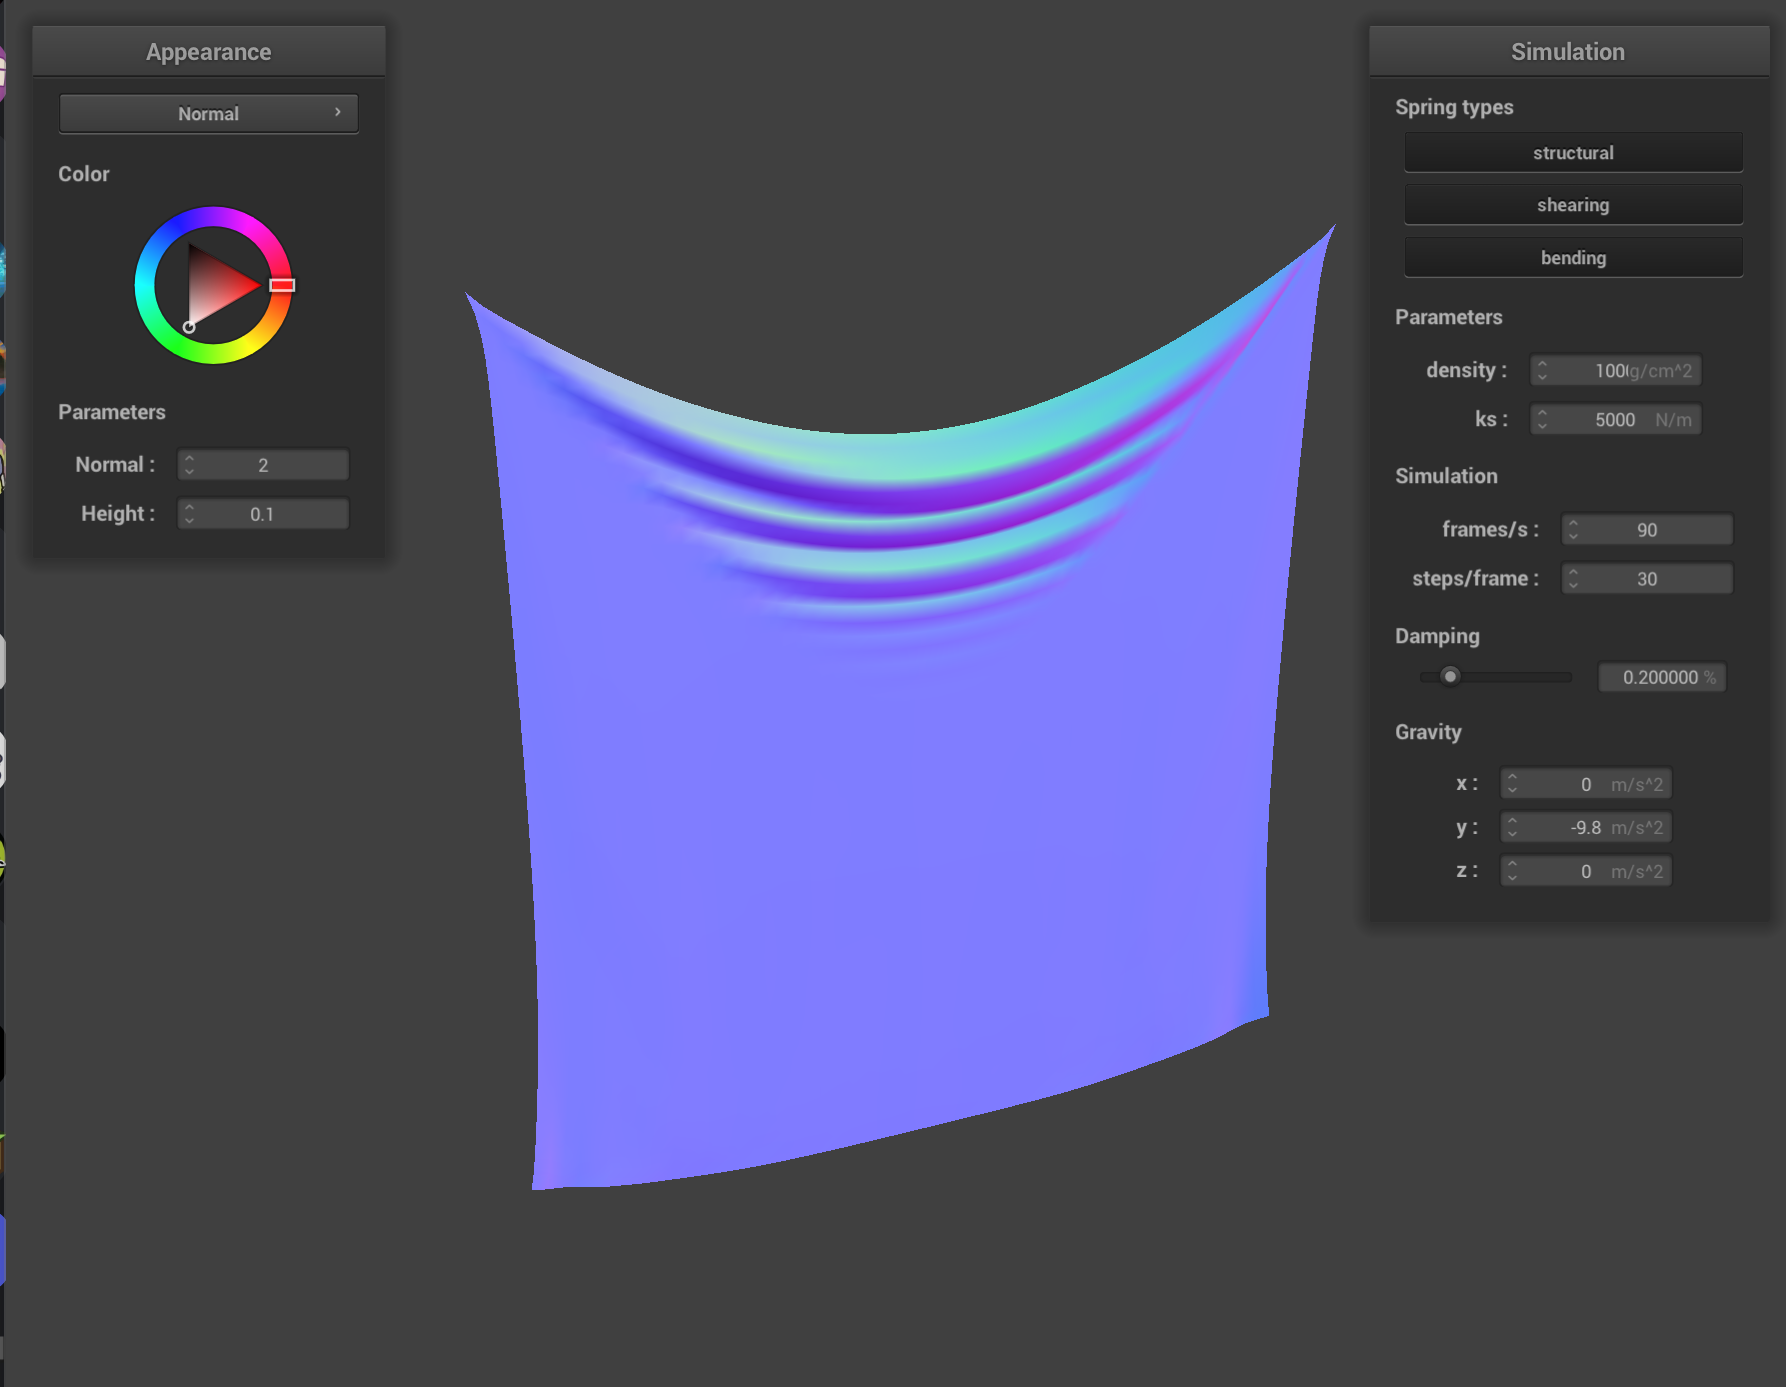 Appearance
Normal
Color
Parameters
Normal : 2
Height : 0.1
Simulation
Spring types
structural
shearing
bending
Parameters
density : g/cm^2
ks : 5000 N/m
Simulation
frames/s : 90
steps/frame : 30
Damping
0.200000 %
Gravity
x : 0 m/s^2
y : -9.8 m/s^2
z : 0 m/s^2